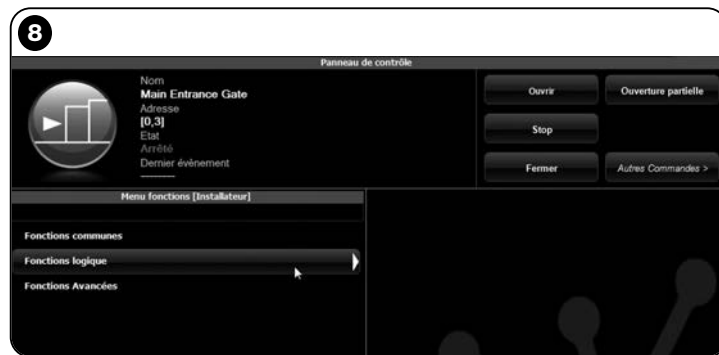 8
Panneau de contrôle
Nom
Main Entrance Gate
Adresse
[0,3]
Etat
Arrêté
Dernier évènement
--------
Ouvrir
Ouverture partielle
Stop
Fermer
Autres Commandes >
Menu fonctions [Installateur]
Fonctions communes
Fonctions logique
Fonctions Avancées